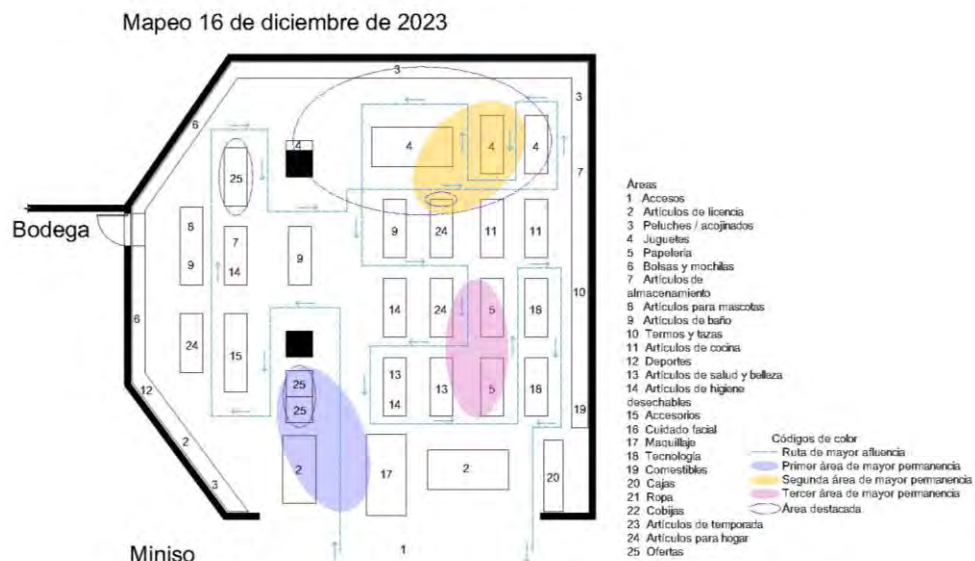 Mapeo 16 de diciembre de 2023
3
3
6
4
4
4
4
25
7
Bodega
8
9
7
14
9
9
24
11
11
14
24
5
16
10
6
24
15
25
25
13
14
13
5
18
19
12
2
3
2
17
2
20
1
Miniso
Áreas
1 Accesos
2 Artículos de licencia
3 Peluches / acojinados
4 Juguetes
5 Papelería
6 Bolsas y mochilas
7 Artículos de
almacenamiento
8 Artículos para mascotas
9 Artículos de baño
10 Termos y tazas
11 Artículos de cocina
12 Deportes
13 Artículos de salud y belleza
14 Artículos de higiene
desechables
15 Accesorios
16 Cuidado facial
17 Maquillaje
18 Tecnología
19 Comestibles
20 Cajas
21 Ropa
22 Cobijas
23 Artículos de temporada
24 Artículos para hogar
25 Ofertas
Códigos de color
Ruta de mayor afluencia
Primer área de mayor permanencia
Segunda área de mayor permanencia
Tercer área de mayor permanencia
Área destacada